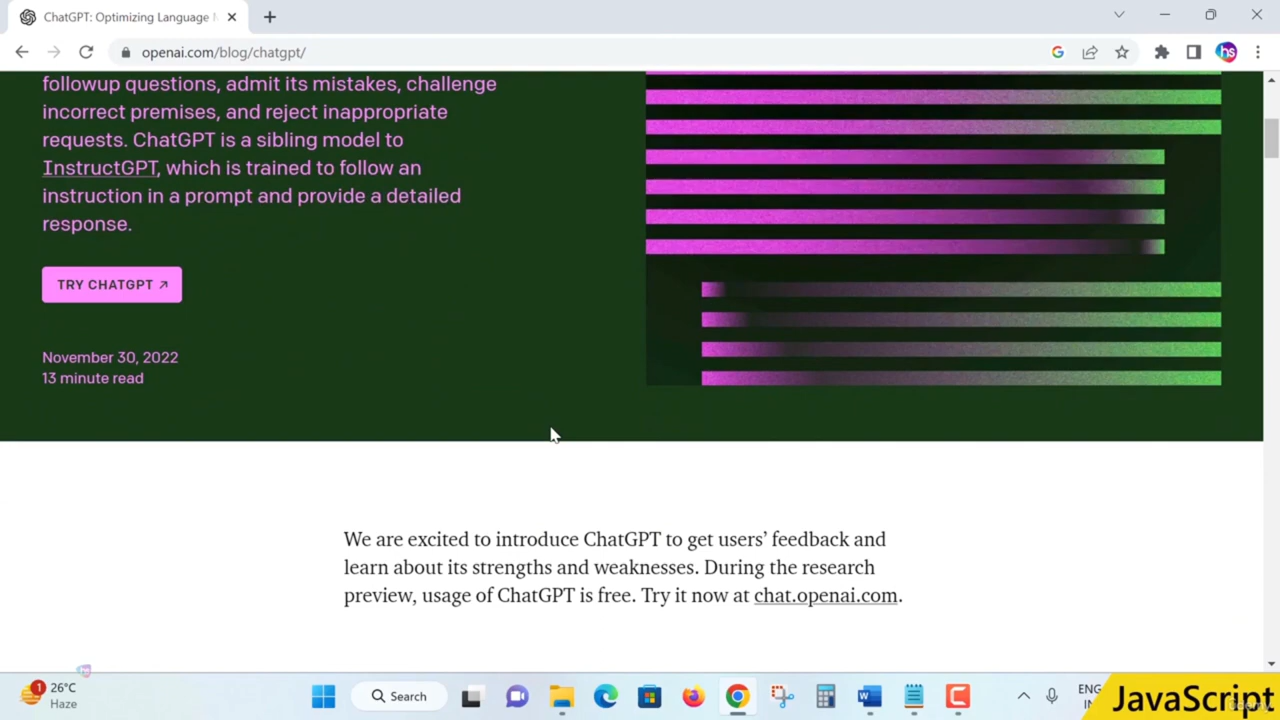 ChatGPT: Optimizing Language
openai.com/blog/chatgpt/
hs
followup questions, admit its mistakes, challenge
incorrect premises, and reject inappropriate
requests. ChatGPT is a sibling model to
InstructGPT, which is trained to follow an
instruction in a prompt and provide a detailed
response.
TRY CHATGPT ↗
November 30, 2022
13 minute read
We are excited to introduce ChatGPT to get users’ feedback and
learn about its strengths and weaknesses. During the research
preview, usage of ChatGPT is free. Try it now at chat.openai.com.
hs
1
26°C
Haze
Search
ENG
IN
JavaScript